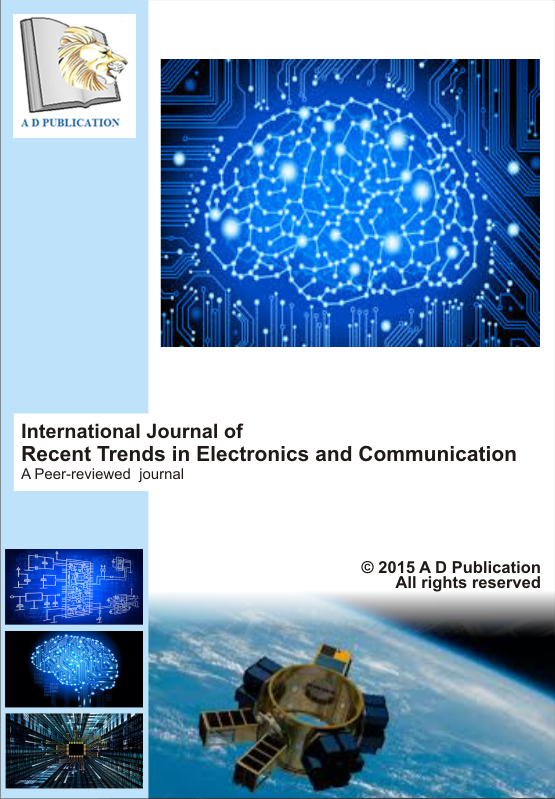 A D PUBLICATION
International Journal of
Recent Trends in Electronics and Communication
A Peer-reviewed journal
© 2015 A D Publication
All rights reserved